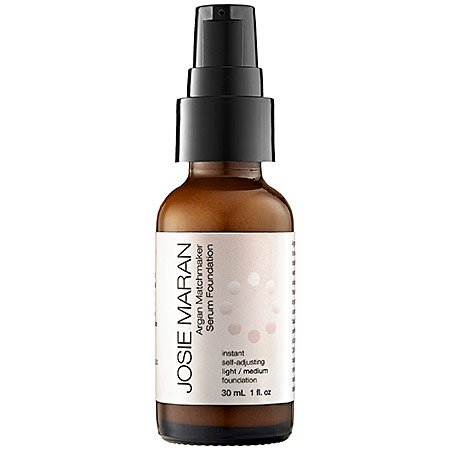 JOSIE MARAN
Argan Matchmaker
Serum Foundation
instant
self-adjusting
light / medium
foundation
30 mL 1 fl. oz